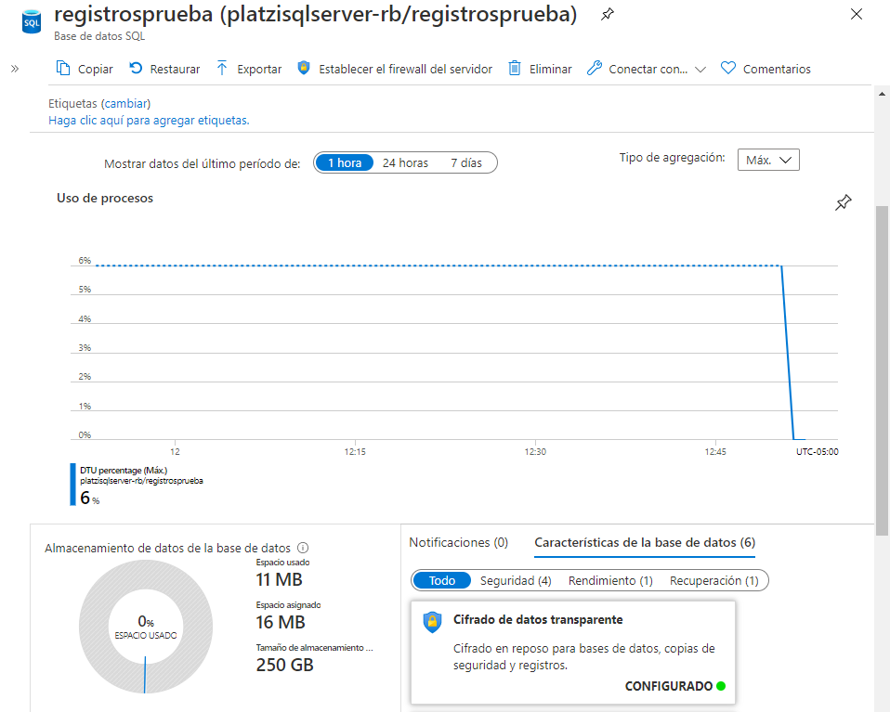 registrosprueba (platzisqlserver-rb/registrosprueba)
SQL
Base de datos SQL
Copiar Restaurar Exportar Establecer el firewall del servidor Eliminar Conectar con... Comentarios
Etiquetas (cambiar)
Haga clic aquí para agregar etiquetas.
Mostrar datos del último período de: 1 hora 24 horas 7 días Tipo de agregación: Máx.
Uso de procesos
6%
5%
4%
3%
2%
1%
0%
12 12:15 12:30 12:45 UTC-05:00
DTU percentage (Máx.)
platzisqlserver-rb/registrosprueba
6 %
Almacenamiento de datos de la base de datos
0%
ESPACIO USADO
Espacio usado
11 MB
Espacio asignado
16 MB
Tamaño de almacenamiento ...
250 GB
Notificaciones (0) Características de la base de datos (6)
Todo Seguridad (4) Rendimiento (1) Recuperación (1)
Cifrado de datos transparente
Cifrado en reposo para bases de datos, copias de
seguridad y registros.
CONFIGURADO